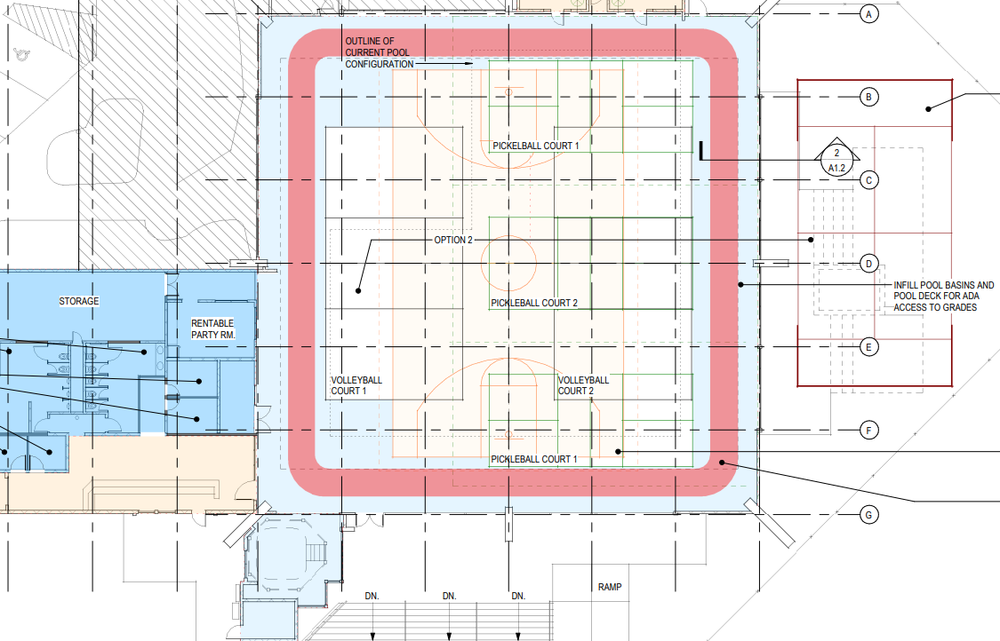 OUTLINE OF
CURRENT POOL
CONFIGURATION
A
B
PICKELBALL COURT 1
2
A1.2
C
OPTION 2
D
INFILL POOL BASINS AND
POOL DECK FOR ADA
ACCESS TO GRADES
STORAGE
PICKLEBALL COURT 2
RENTABLE
PARTY RM.
E
VOLLEYBALL
COURT 1
VOLLEYBALL
COURT 2
F
PICKLEBALL COURT 1
G
RAMP
DN.
DN.
DN.